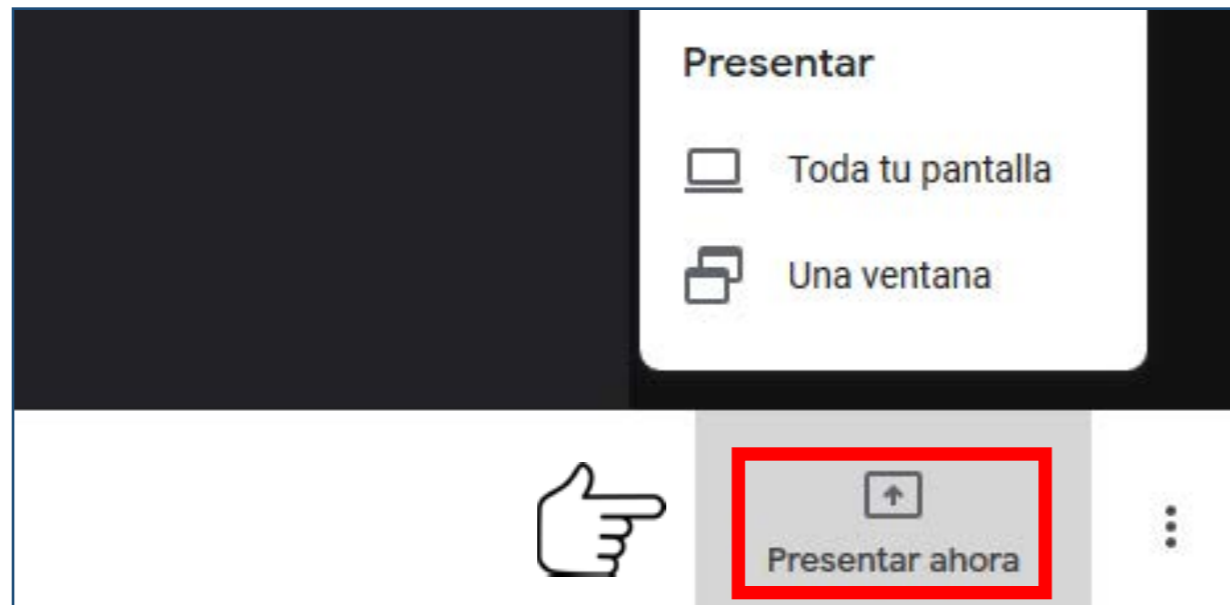 Presentar
Toda tu pantalla
Una ventana
Presentar ahora